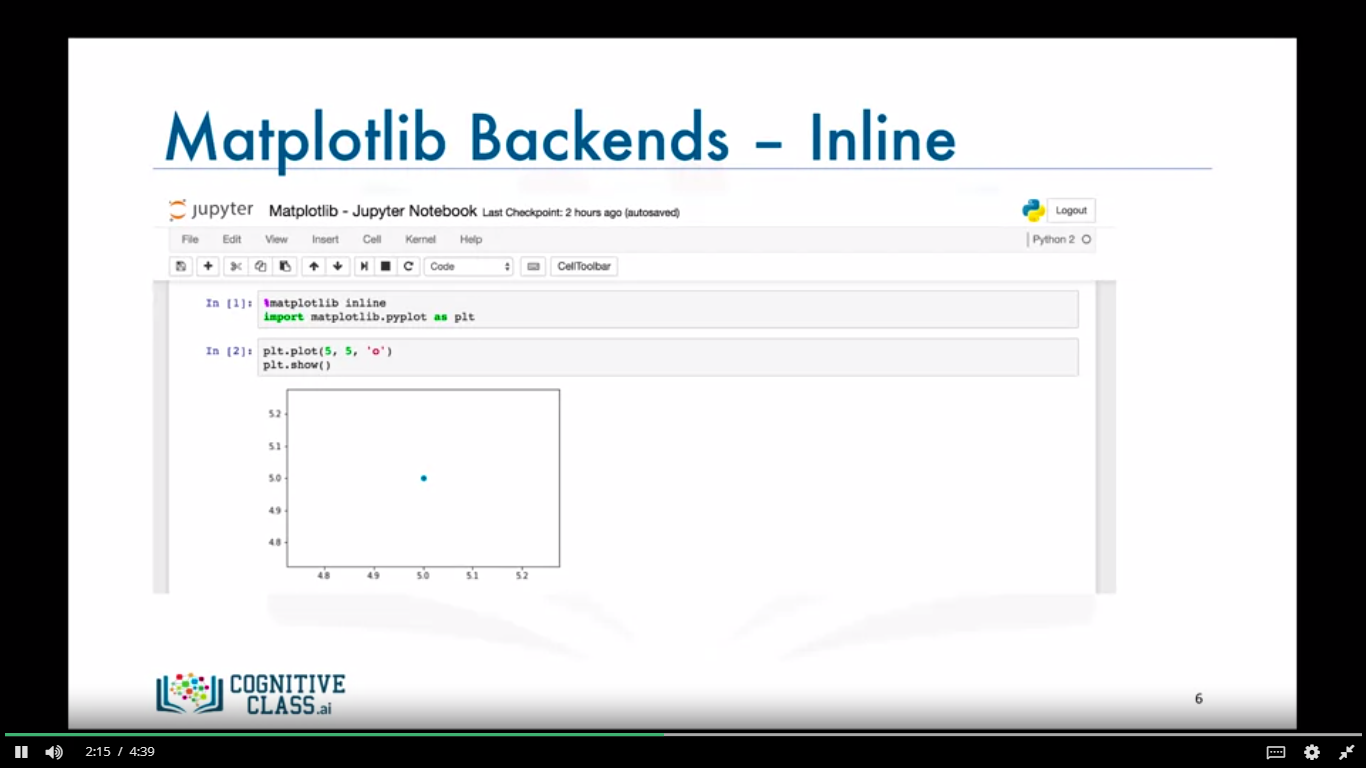 Matplotlib Backends – Inline
jupyter Matplotlib - Jupyter Notebook Last Checkpoint: 2 hours ago (autosaved) Logout
File Edit View Insert Cell Kernel Help Python 2
Code CellToolbar
In [1]: %matplotlib inline
import matplotlib.pyplot as plt
In [2]: plt.plot(5, 5, 'o')
plt.show()
5.2
5.1
5.0
4.9
4.8
4.8 4.9 5.0 5.1 5.2
COGNITIVE
CLASS.ai
6
2:15 / 4:39